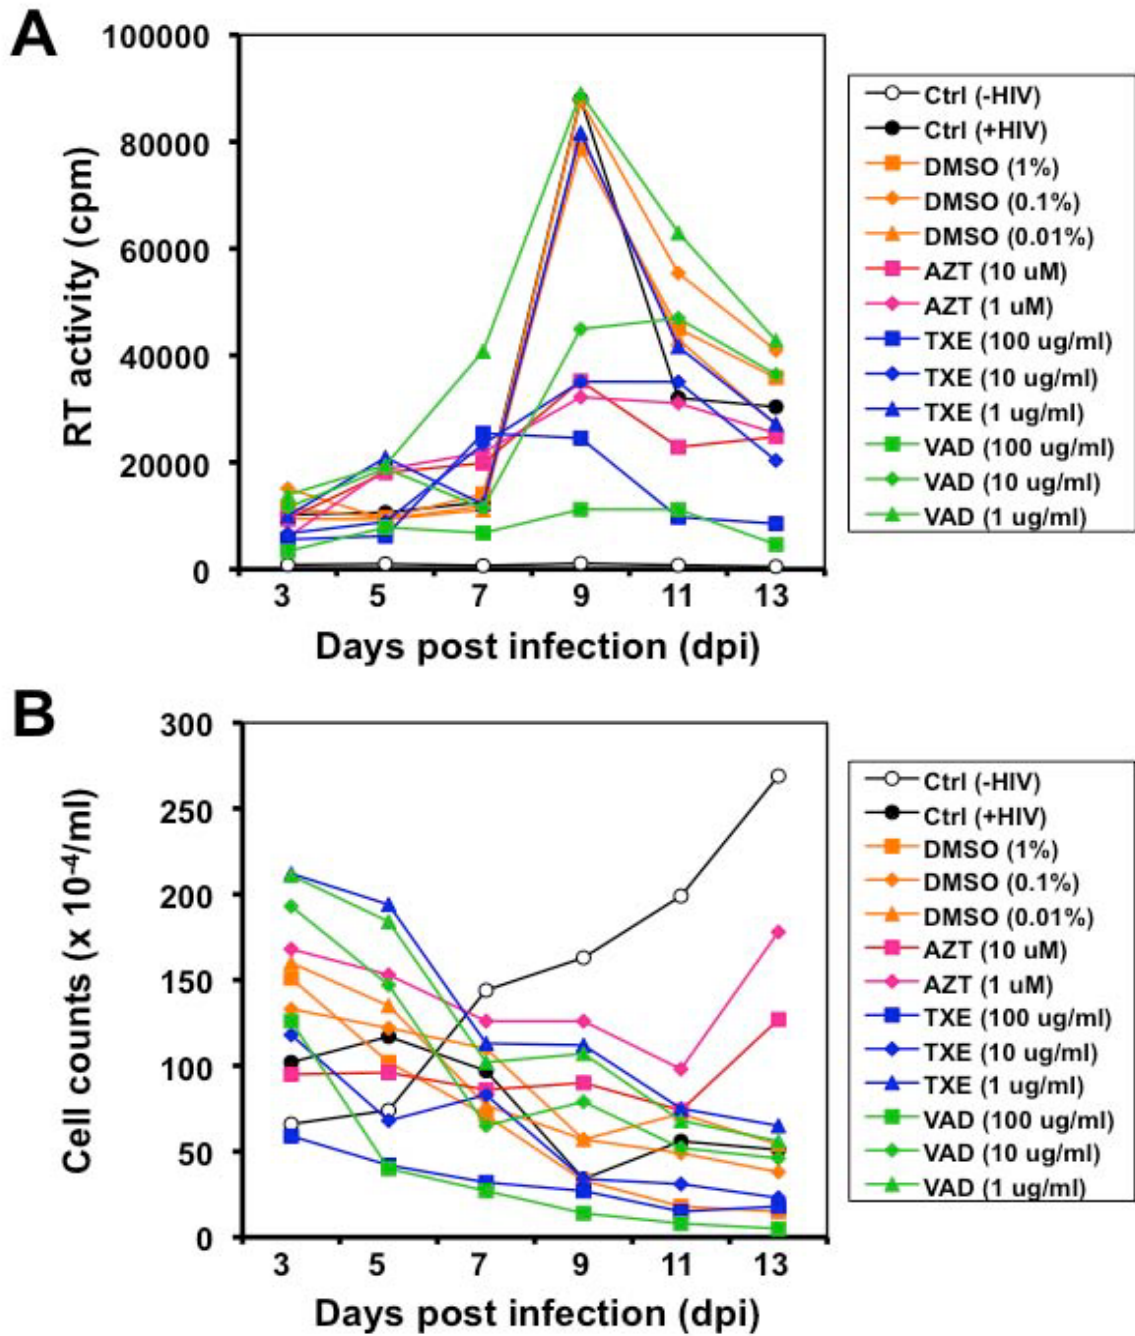 A
100000
80000
60000
40000
20000
0
RT activity (cpm)
3 5 7 9 11 13
Days post infection (dpi)
Ctrl (-HIV)
Ctrl (+HIV)
DMSO (1%)
DMSO (0.1%)
DMSO (0.01%)
AZT (10 uM)
AZT (1 uM)
TXE (100 ug/ml)
TXE (10 ug/ml)
TXE (1 ug/ml)
VAD (100 ug/ml)
VAD (10 ug/ml)
VAD (1 ug/ml)
B
300
250
200
150
100
50
0
Cell counts (x 10⁻⁴/ml)
3 5 7 9 11 13
Days post infection (dpi)
Ctrl (-HIV)
Ctrl (+HIV)
DMSO (1%)
DMSO (0.1%)
DMSO (0.01%)
AZT (10 uM)
AZT (1 uM)
TXE (100 ug/ml)
TXE (10 ug/ml)
TXE (1 ug/ml)
VAD (100 ug/ml)
VAD (10 ug/ml)
VAD (1 ug/ml)